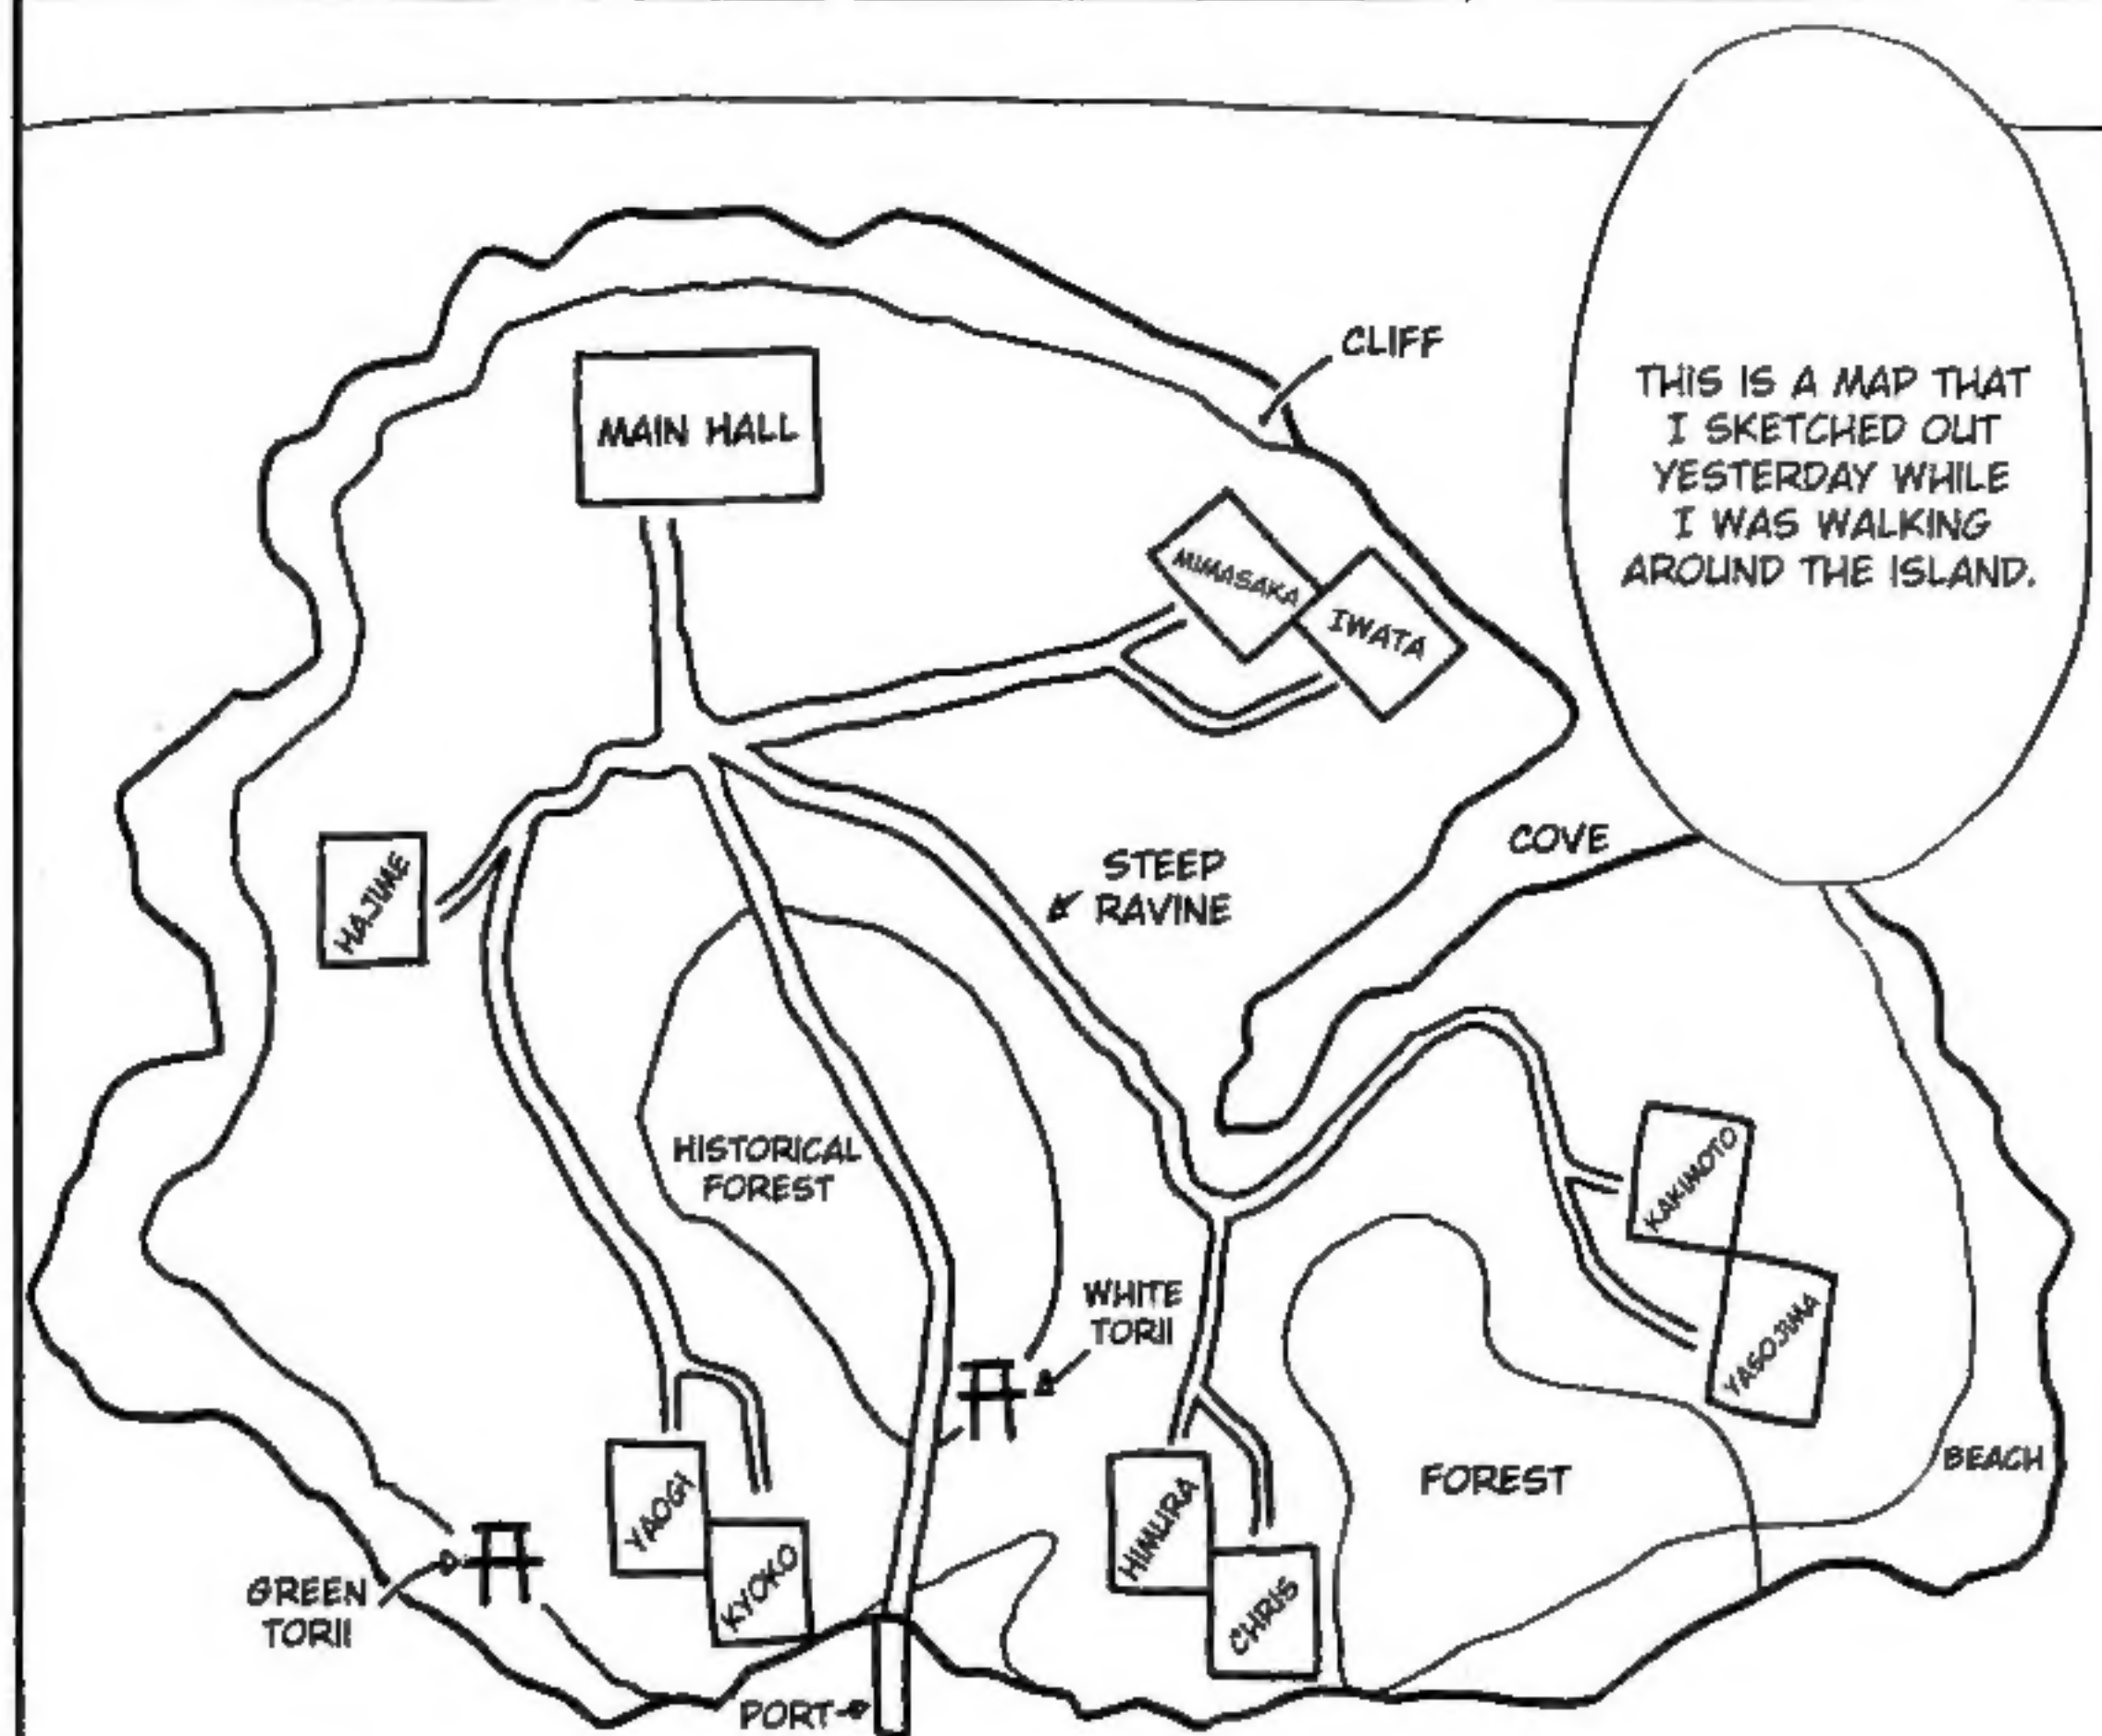 THIS IS A MAP THAT
I SKETCHED OUT
YESTERDAY WHILE
I WAS WALKING
AROUND THE ISLAND.
CLIFF
MAIN HALL
MIMASAKA
IWATA
COVE
STEEP
RAVINE
HAJIME
HISTORICAL
FOREST
KAKIMOTO
WHITE
TORII
YASOJIMA
BEACH
FOREST
YAOGI
HIMURA
KYOKO
CHRIS
GREEN
TORII
PORT